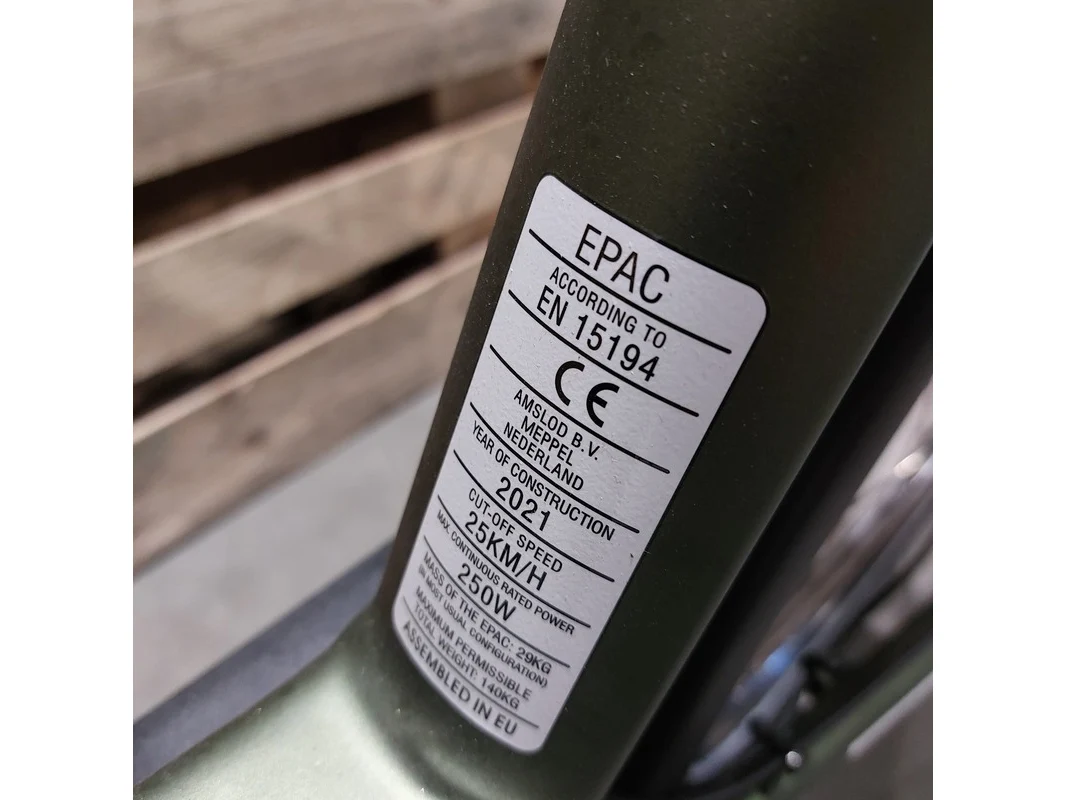 EPAC
ACCORDING TO
EN 15194
CE
AMSLOD B.V.
MEPPEL
NEDERLAND
YEAR OF CONSTRUCTION
2021
CUT-OFF SPEED
25KM/H
MAX. CONTINUOUS RATED POWER
250W
MASS OF THE EPAC: 29KG
(IN MOST USUAL CONFIGURATION)
MAXIMUM PERMISSIBLE
TOTAL WEIGHT: 140KG
ASSEMBLED IN EU